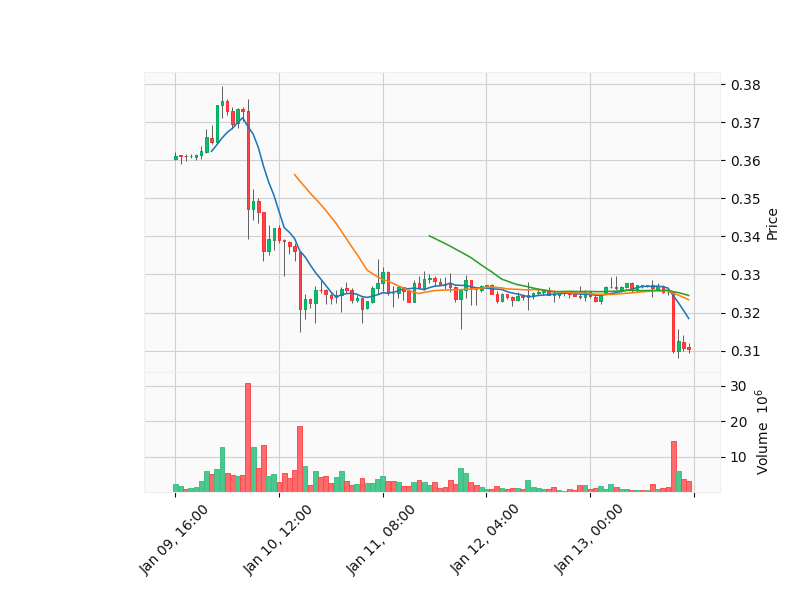 0.38
0.37
0.36
0.35
0.34
0.33
0.32
0.31
Price
30
20
10
Volume 10^6
Jan 09, 16:00
Jan 10, 12:00
Jan 11, 08:00
Jan 12, 04:00
Jan 13, 00:00